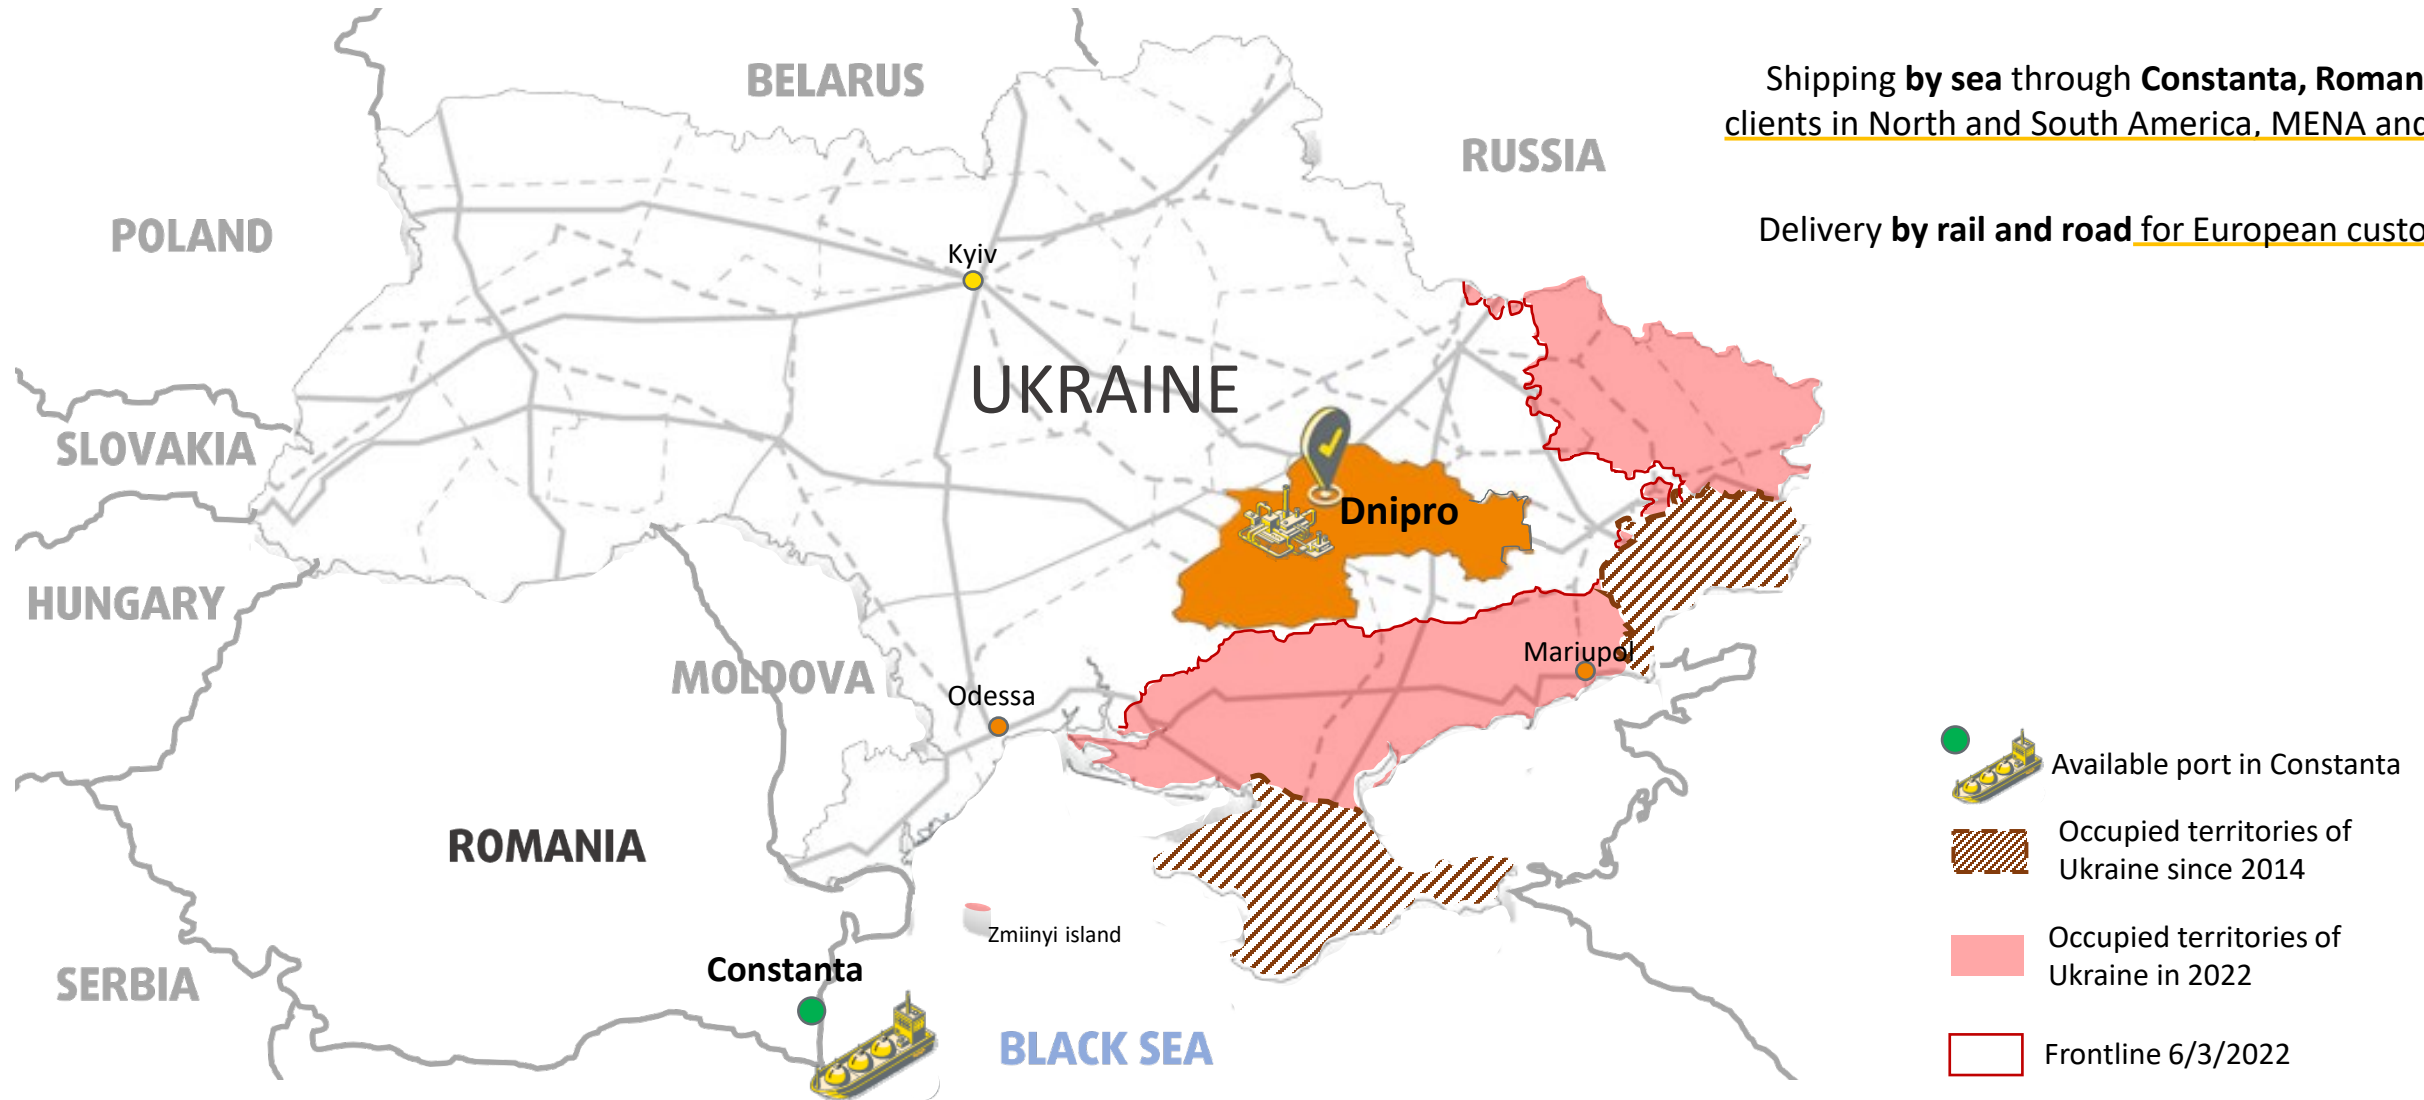 BELARUS
Shipping by sea through Constanta, Roman
clients in North and South America, MENA and
RUSSIA
POLAND
Delivery by rail and road for European custo
Kyiv
UKRAINE
SLOVAKIA
Dnipro
HUNGARY
Mariupol
MOLDOVA
Odessa
ROMANIA
Zmiinyi island
Constanta
SERBIA
BLACK SEA
Available port in Constanta
Occupied territories of
Ukraine since 2014
Occupied territories of
Ukraine in 2022
Frontline 6/3/2022